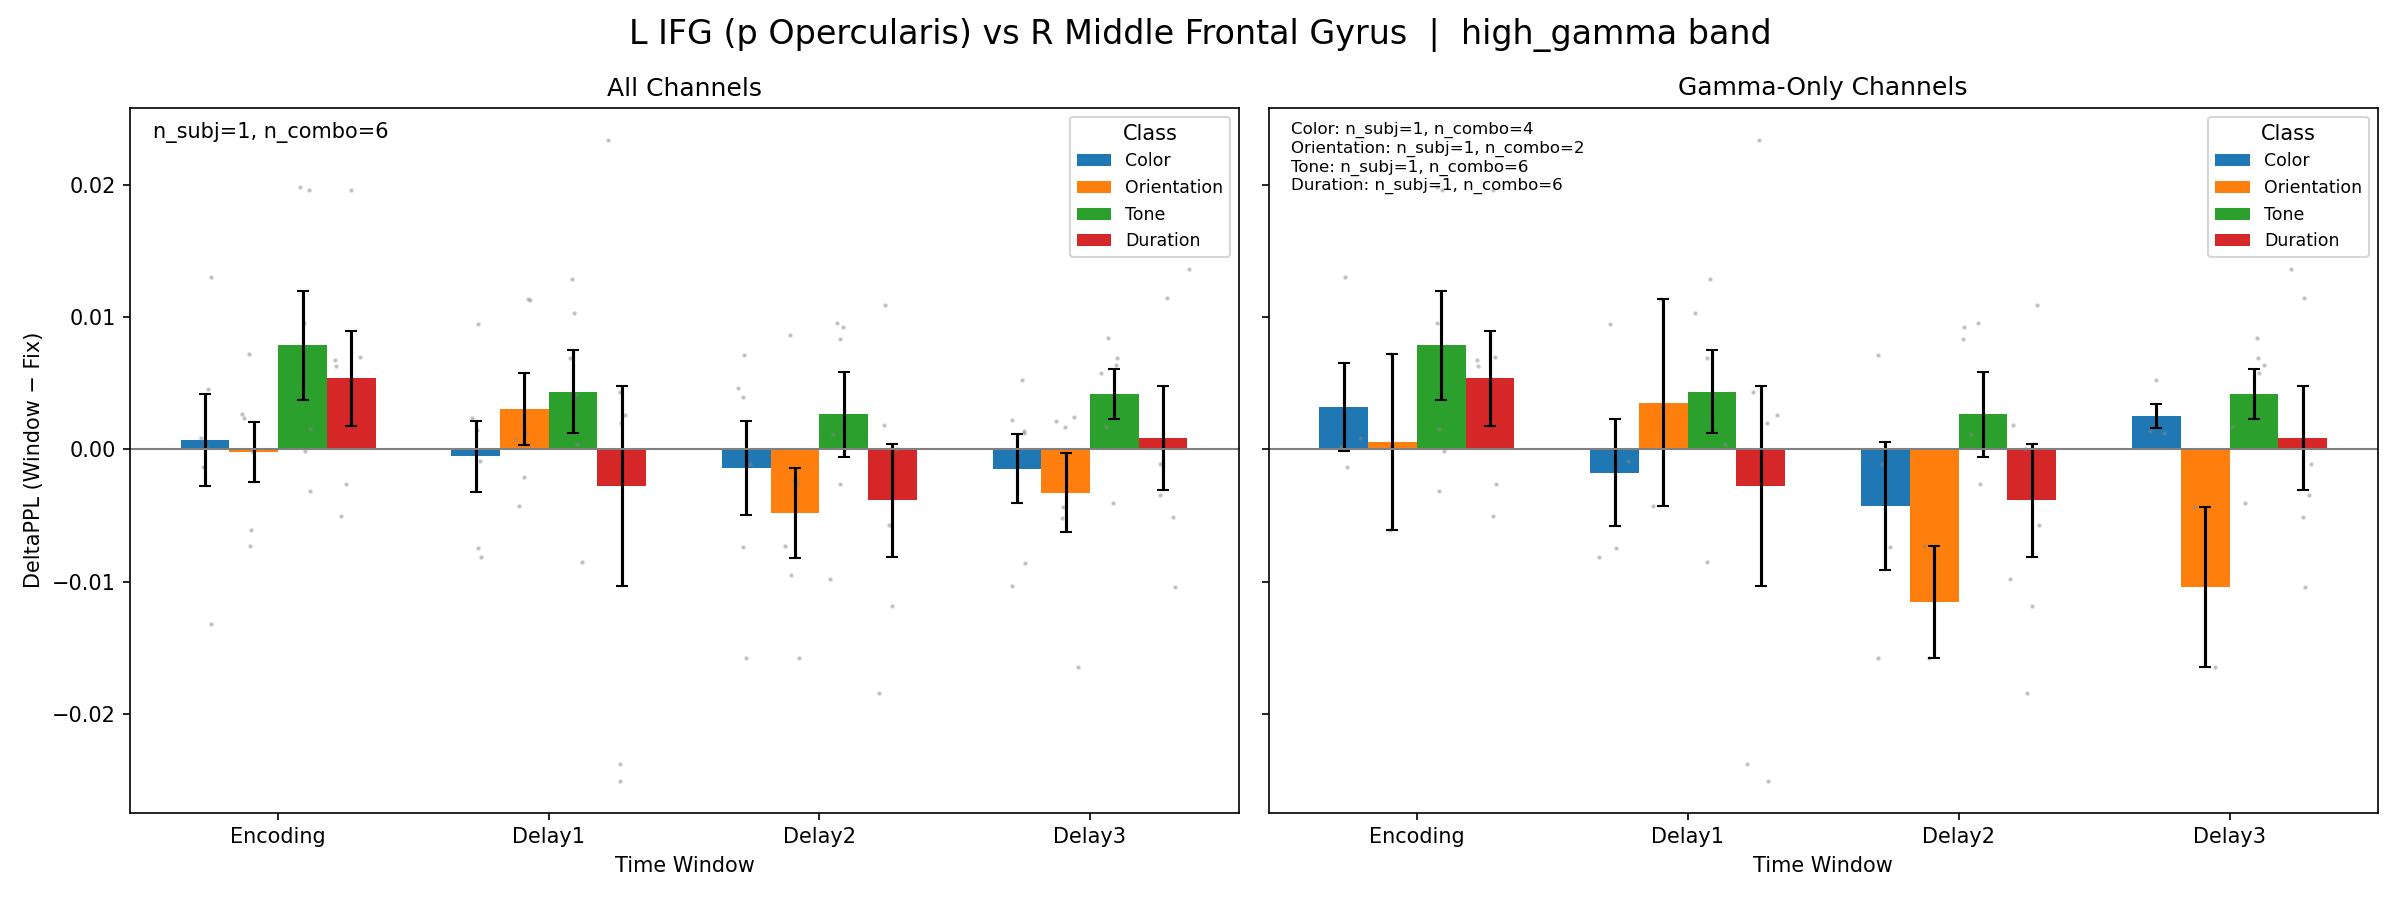 L IFG (p Opercularis) vs R Middle Frontal Gyrus | high_gamma band
All Channels
n_subj=1, n_combo=6
Class
Color
Orientation
Tone
Duration
DeltaPPL (Window − Fix)
0.02
0.01
0.00
−0.01
−0.02
Encoding
Delay1
Delay2
Delay3
Time Window
Gamma-Only Channels
Color: n_subj=1, n_combo=4
Orientation: n_subj=1, n_combo=2
Tone: n_subj=1, n_combo=6
Duration: n_subj=1, n_combo=6
Class
Color
Orientation
Tone
Duration
Encoding
Delay1
Delay2
Delay3
Time Window